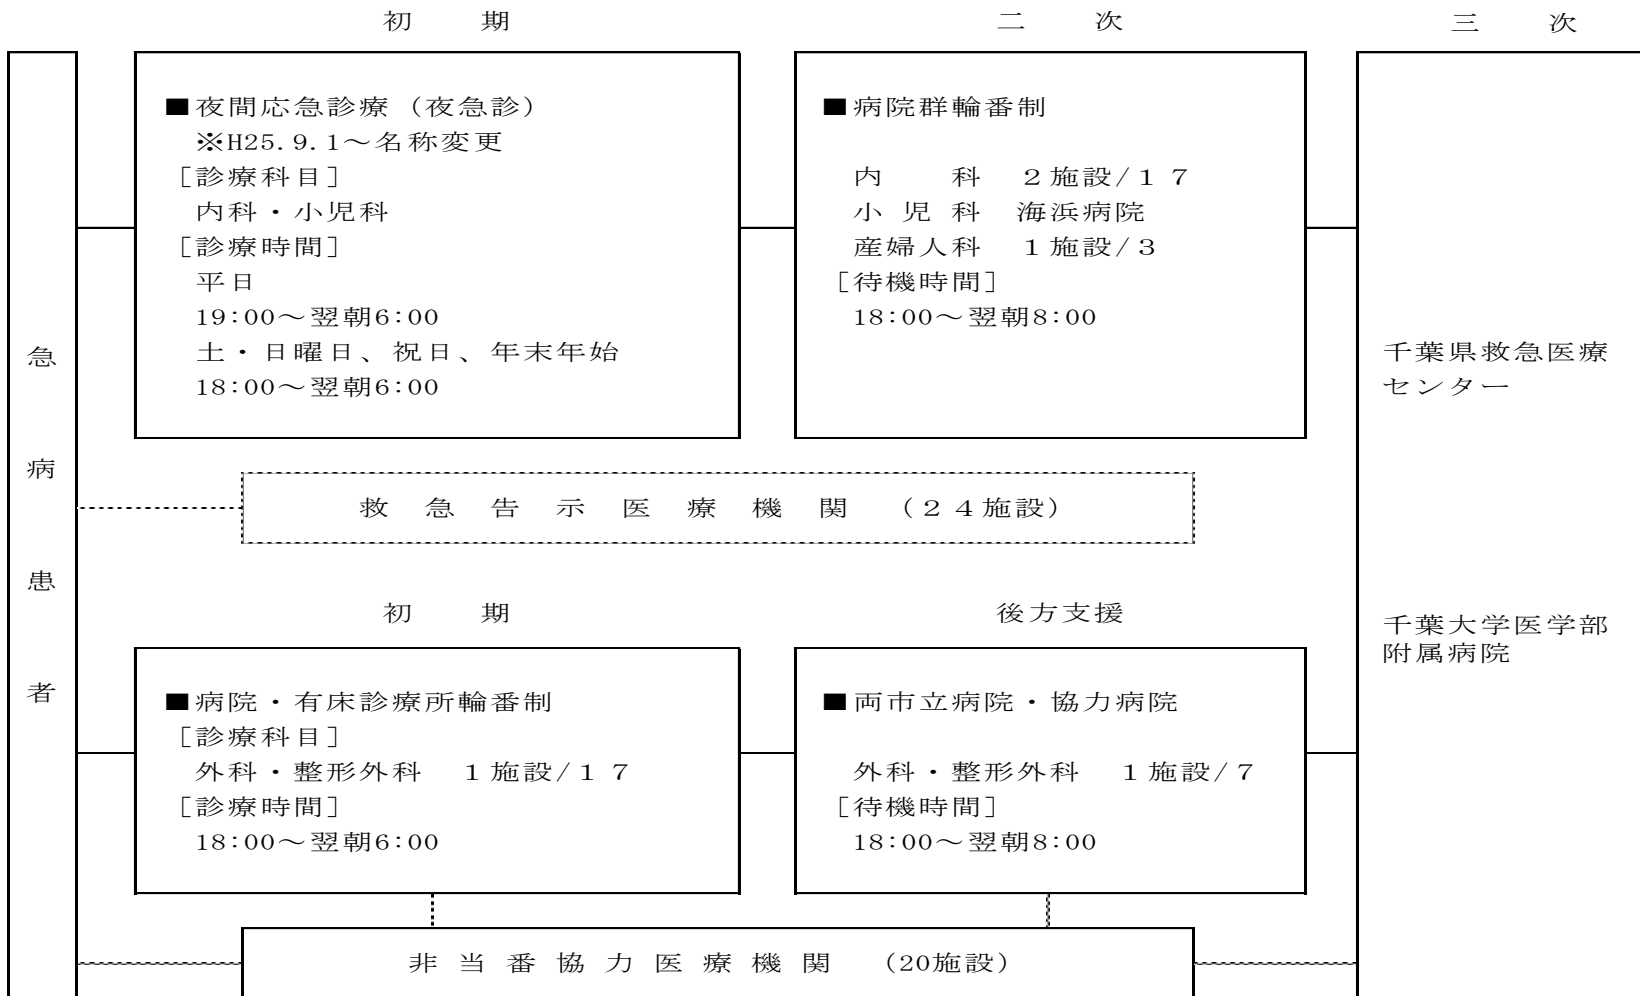 初 期
二 次
三 次
急病患者
■夜間応急診療（夜急診）
※H25.9.1～名称変更
［診療科目］
内科・小児科
［診療時間］
平日
19:00～翌朝6:00
土・日曜日、祝日、年末年始
18:00～翌朝6:00
■病院群輪番制
内　　科　２施設/１７
小 児 科　海浜病院
産婦人科　１施設/３
［待機時間］
18:00～翌朝8:00
千葉県救急医療
センター
救急告示医療機関（２４施設）
初 期
後方支援
千葉大学医学部
附属病院
■病院・有床診療所輪番制
［診療科目］
外科・整形外科　１施設/１７
［診療時間］
18:00～翌朝6:00
■両市立病院・協力病院
外科・整形外科　１施設/７
［待機時間］
18:00～翌朝8:00
非当番協力医療機関（20施設）